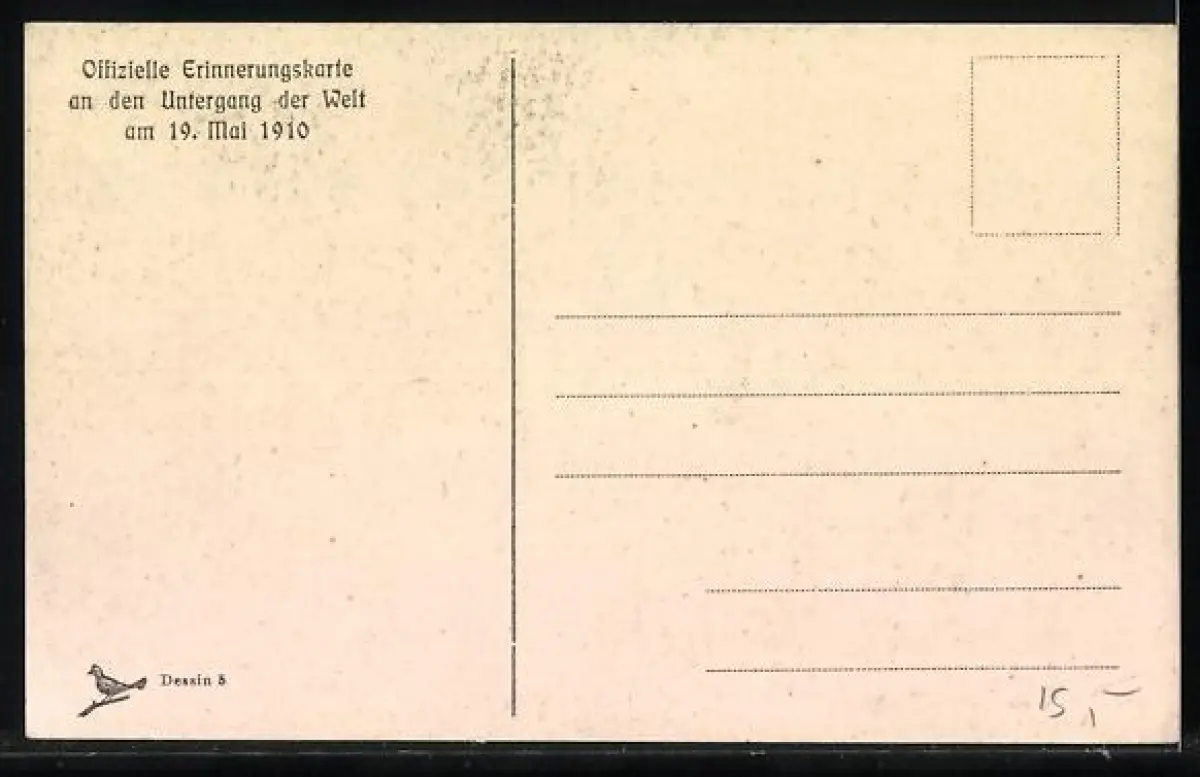 Offizielle Erinnerungskarte
an den Untergang der Welt
am 19. Mai 1910
Dessin 5
15,-